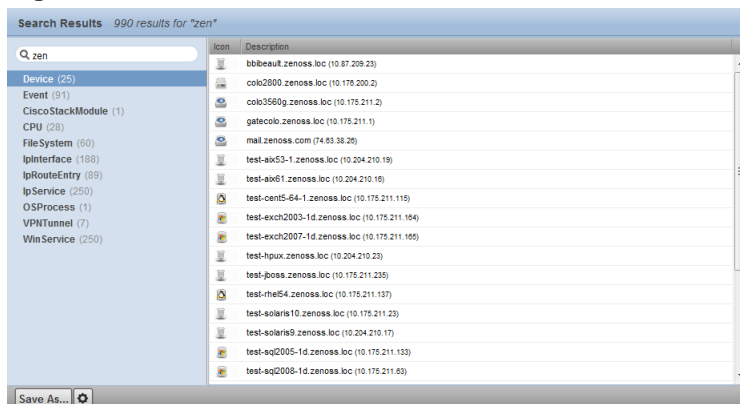 Search Results 990 results for "zen"
zen
Device (25)
Event (91)
CiscoStackModule (1)
CPU (28)
FileSystem (60)
IpInterface (188)
IpRouteEntry (89)
IpService (250)
OSProcess (1)
VPNTunnel (7)
WinService (250)
Icon Description
bbibeault.zenoss.loc (10.87.209.23)
colo2800.zenoss.loc (10.176.200.2)
colo3560g.zenoss.loc (10.175.211.2)
gatecolo.zenoss.loc (10.175.211.1)
mail.zenoss.com (74.63.38.26)
test-aix53-1.zenoss.loc (10.204.210.19)
test-aix61.zenoss.loc (10.204.210.16)
test-cent5-64-1.zenoss.loc (10.175.211.115)
test-exch2003-1d.zenoss.loc (10.175.211.164)
test-exch2007-1d.zenoss.loc (10.175.211.165)
test-hpux.zenoss.loc (10.204.210.23)
test-jboss.zenoss.loc (10.175.211.235)
test-rhel54.zenoss.loc (10.175.211.137)
test-solaris10.zenoss.loc (10.175.211.23)
test-solaris9.zenoss.loc (10.204.210.17)
test-sql2005-1d.zenoss.loc (10.175.211.133)
test-sql2008-1d.zenoss.loc (10.175.211.63)
Save As...